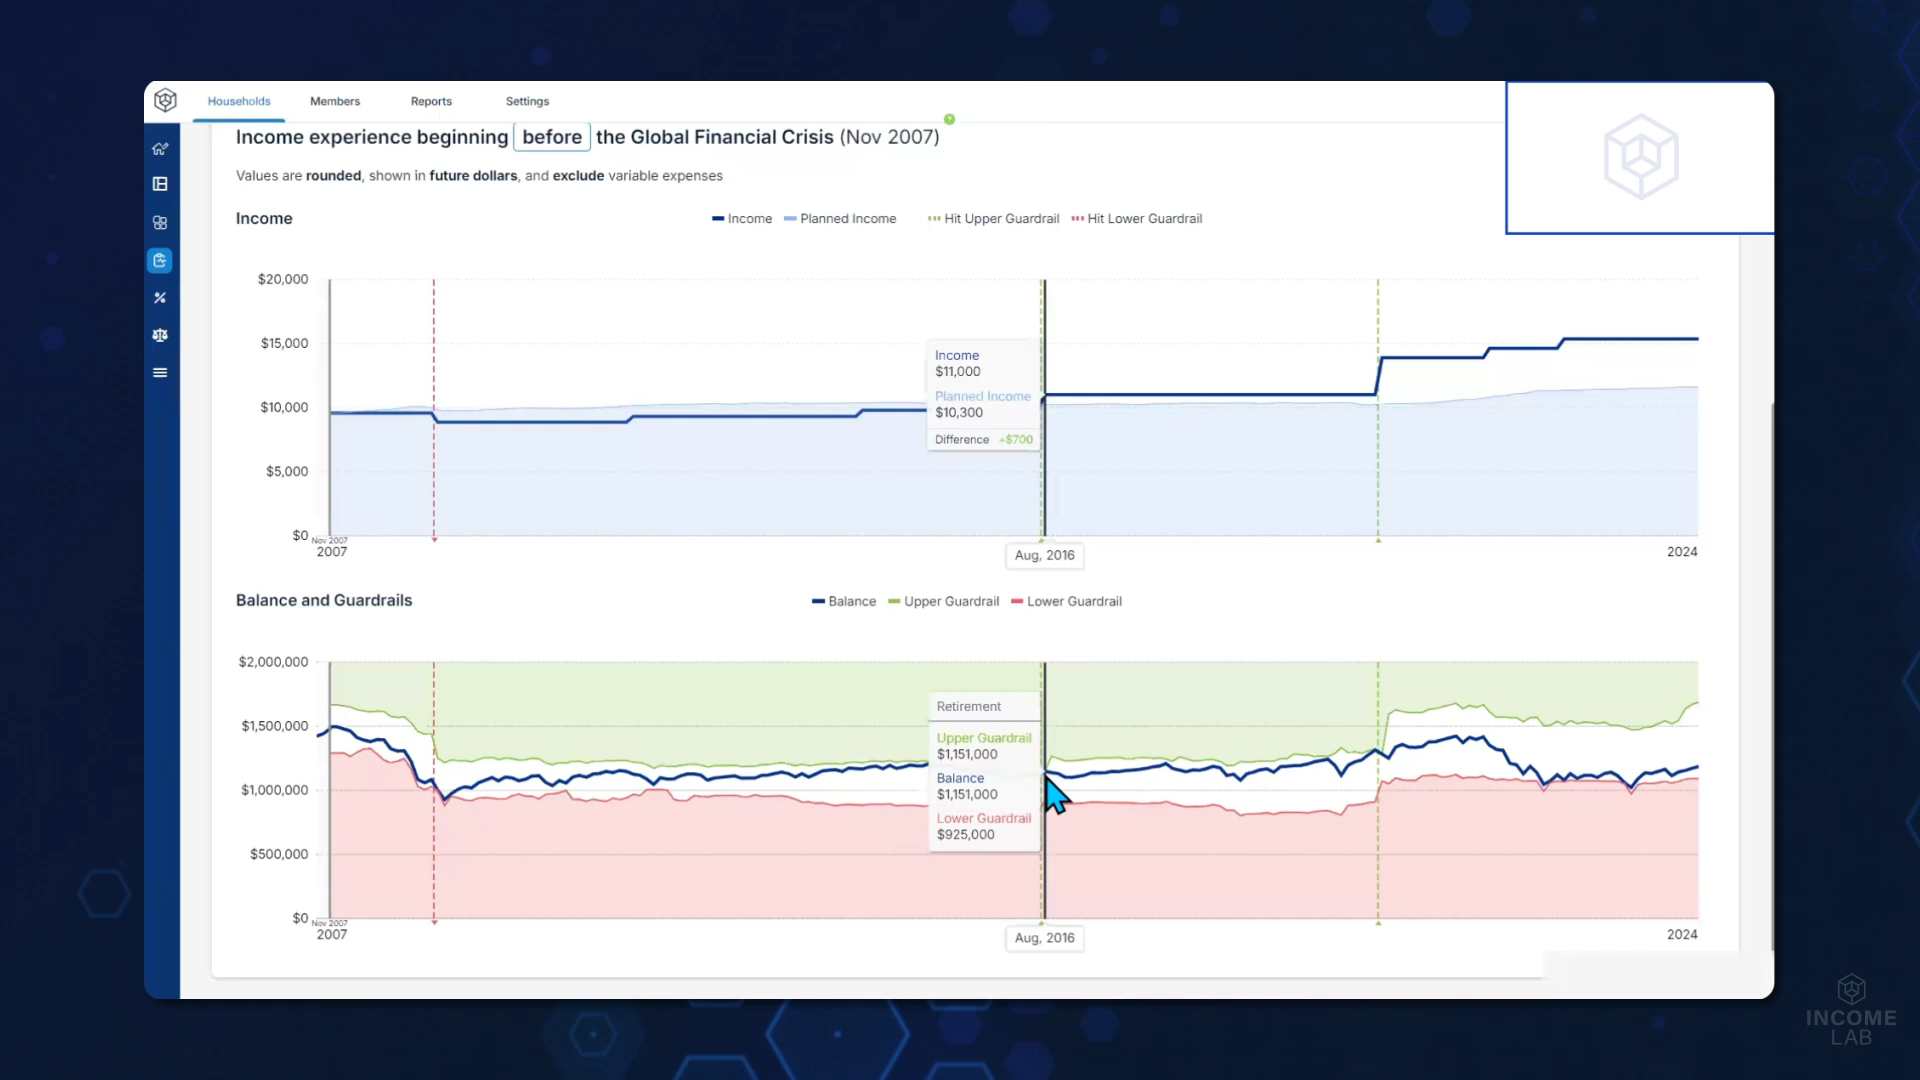 Households Members Reports Settings
Income experience beginning before the Global Financial Crisis (Nov 2007)
?
Values are rounded, shown in future dollars, and exclude variable expenses
Income
Income Planned Income Hit Upper Guardrail Hit Lower Guardrail
$20,000
$15,000
$10,000
$5,000
$0
Income
$11,000
Planned Income
$10,300
Difference +$700
Nov 2007
2007
Aug, 2016
2024
Balance and Guardrails
Balance Upper Guardrail Lower Guardrail
$2,000,000
$1,500,000
$1,000,000
$500,000
$0
Retirement
Upper Guardrail
$1,151,000
Balance
$1,151,000
Lower Guardrail
$925,000
Nov 2007
2007
Aug, 2016
2024
INCOME
LAB